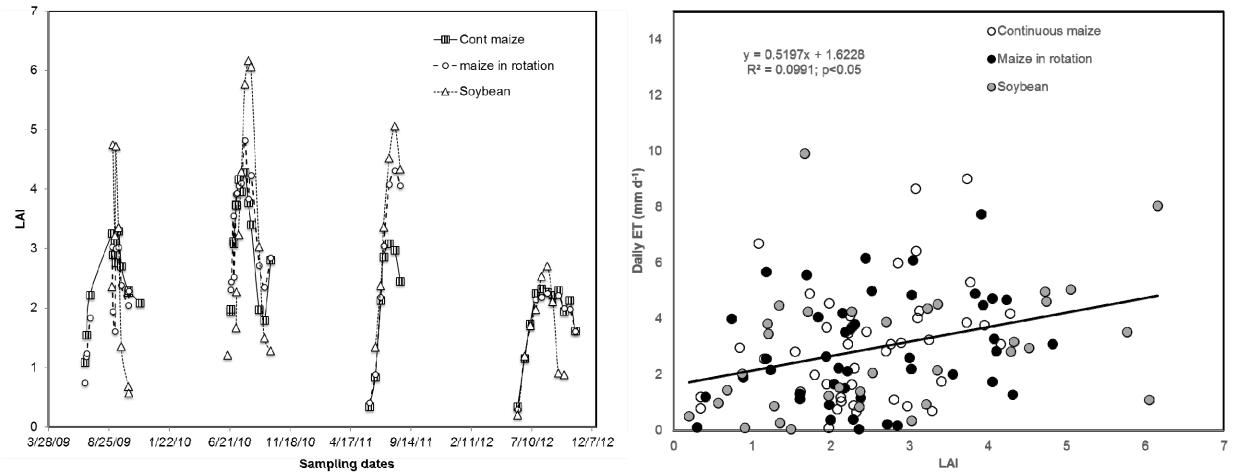 7
6
5
4
3
2
1
0
LAI
3/28/09 8/25/09 1/22/10 6/21/10 11/18/10 4/17/11 9/14/11 2/11/12 7/10/12 12/7/12
Sampling dates
Cont maize
maize in rotation
Soybean
14
12
10
8
6
4
2
0
Daily ET (mm d⁻¹)
y = 0.5197x + 1.6228
R² = 0.0991; p<0.05
Continuous maize
Maize in rotation
Soybean
0 1 2 3 4 5 6 7
LAI